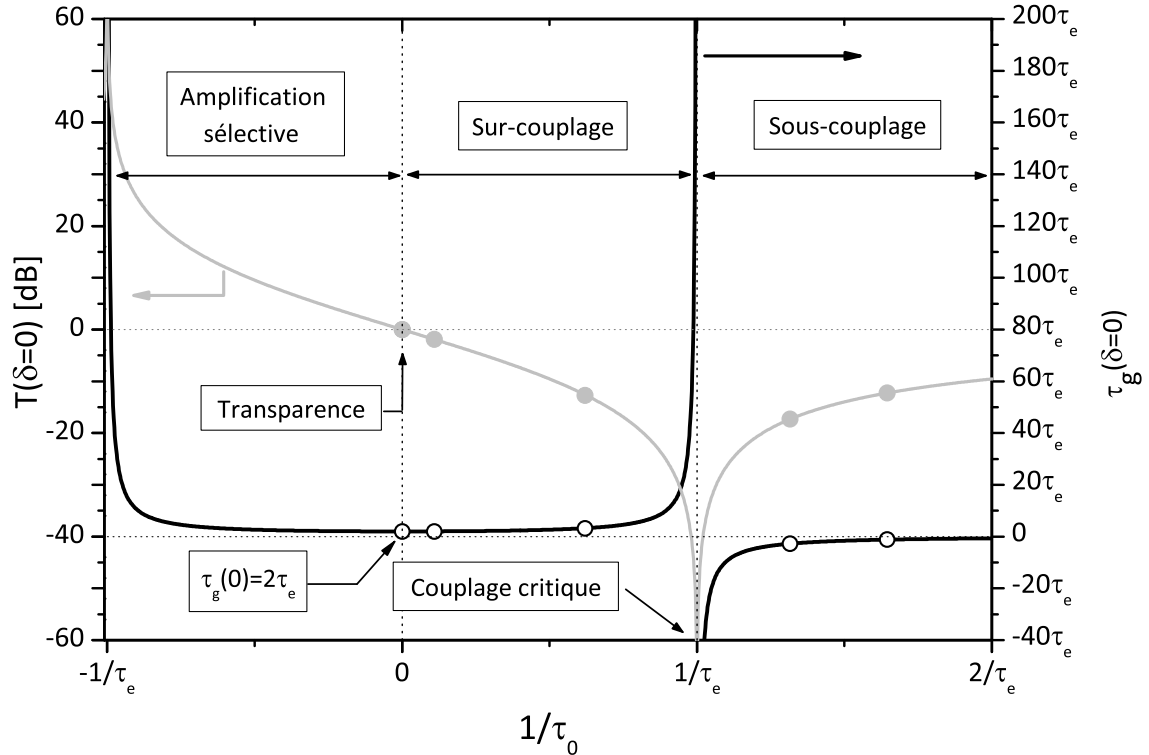 60
40
20
0
-20
-40
-60
T(δ=0) [dB]
200τe
180τe
160τe
140τe
120τe
100τe
80τe
60τe
40τe
20τe
0
-20τe
-40τe
τg(δ=0)
Amplification
sélective
Sur-couplage
Sous-couplage
Transparence
τg(0)=2τe
Couplage critique
-1/τe
0
1/τe
2/τe
1/τ0